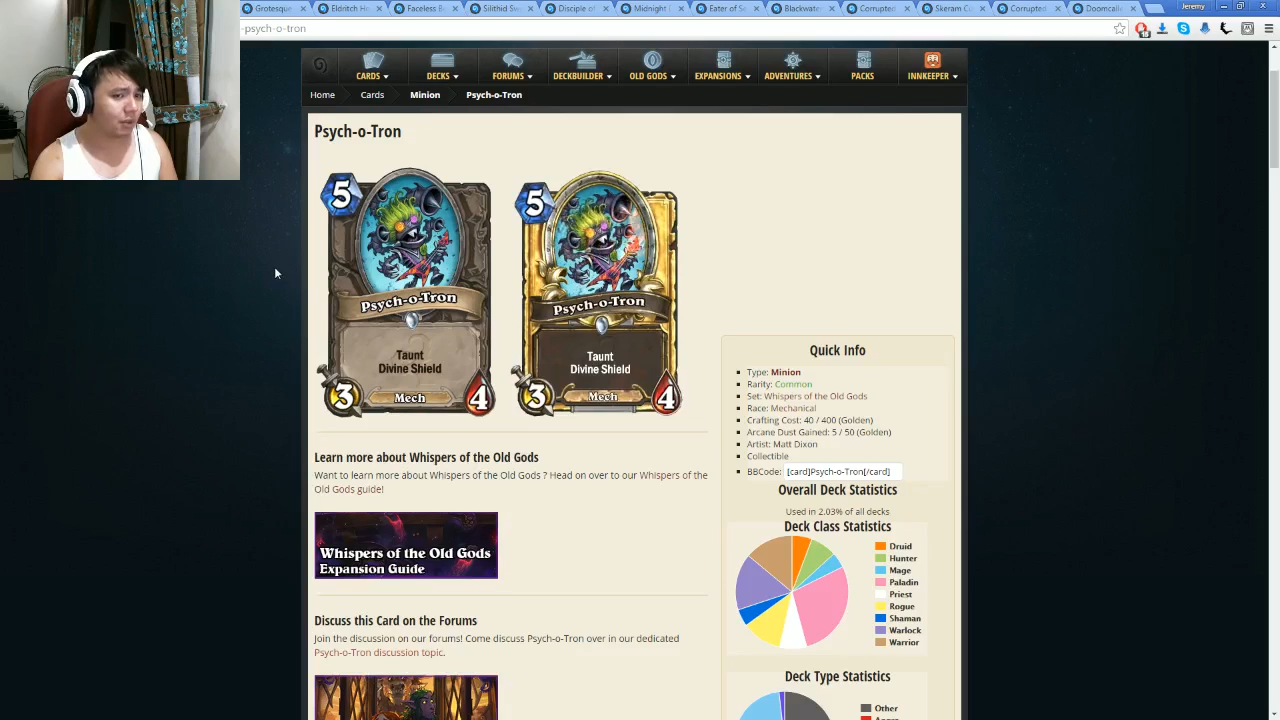 Grotesque
Eldritch Ho
Faceless Be
Silithid Swa
Disciple of
Midnight
Eater of Se
Blackwate
Corrupted
Skeram Cu
Corrupted
Doomcalle
Jeremy
-psych-o-tron
CARDS
DECKS
FORUMS
DECKBUILDER
OLD GODS
EXPANSIONS
ADVENTURES
PACKS
INNKEEPER
Home
Cards
Minion
Psych-o-Tron
Psych-o-Tron
5
Psych-o-Tron
Taunt
Divine Shield
3
Mech
4
5
Psych-o-Tron
Taunt
Divine Shield
3
Mech
4
Quick Info
Type: Minion
Rarity: Common
Set: Whispers of the Old Gods
Race: Mechanical
Crafting Cost: 40 / 400 (Golden)
Arcane Dust Gained: 5 / 50 (Golden)
Artist: Matt Dixon
Collectible
BBCode: [card]Psych-o-Tron[/card]
Overall Deck Statistics
Used in 2.03% of all decks
Deck Class Statistics
Druid
Hunter
Mage
Paladin
Priest
Rogue
Shaman
Warlock
Warrior
Deck Type Statistics
Other
Learn more about Whispers of the Old Gods
Want to learn more about Whispers of the Old Gods ? Head on over to our Whispers of the
Old Gods guide!
Whispers of the Old Gods
Expansion Guide
Discuss this Card on the Forums
Join the discussion on our forums! Come discuss Psych-o-Tron over in our dedicated
Psych-o-Tron discussion topic.